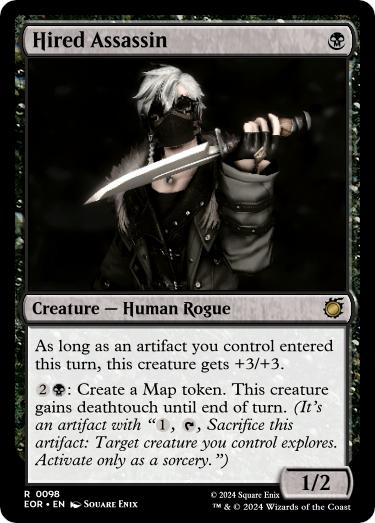 Hired Assassin
Creature — Human Rogue
As long as an artifact you control entered
this turn, this creature gets +3/+3.
2 : Create a Map token. This creature
gains deathtouch until end of turn. (It's
an artifact with “1, , Sacrifice this
artifact: Target creature you control explores.
Activate only as a sorcery.”)
1/2
R 0098
EOR • EN SQUARE ENIX
© 2024 Square Enix
™ & © 2024 Wizards of the Coast